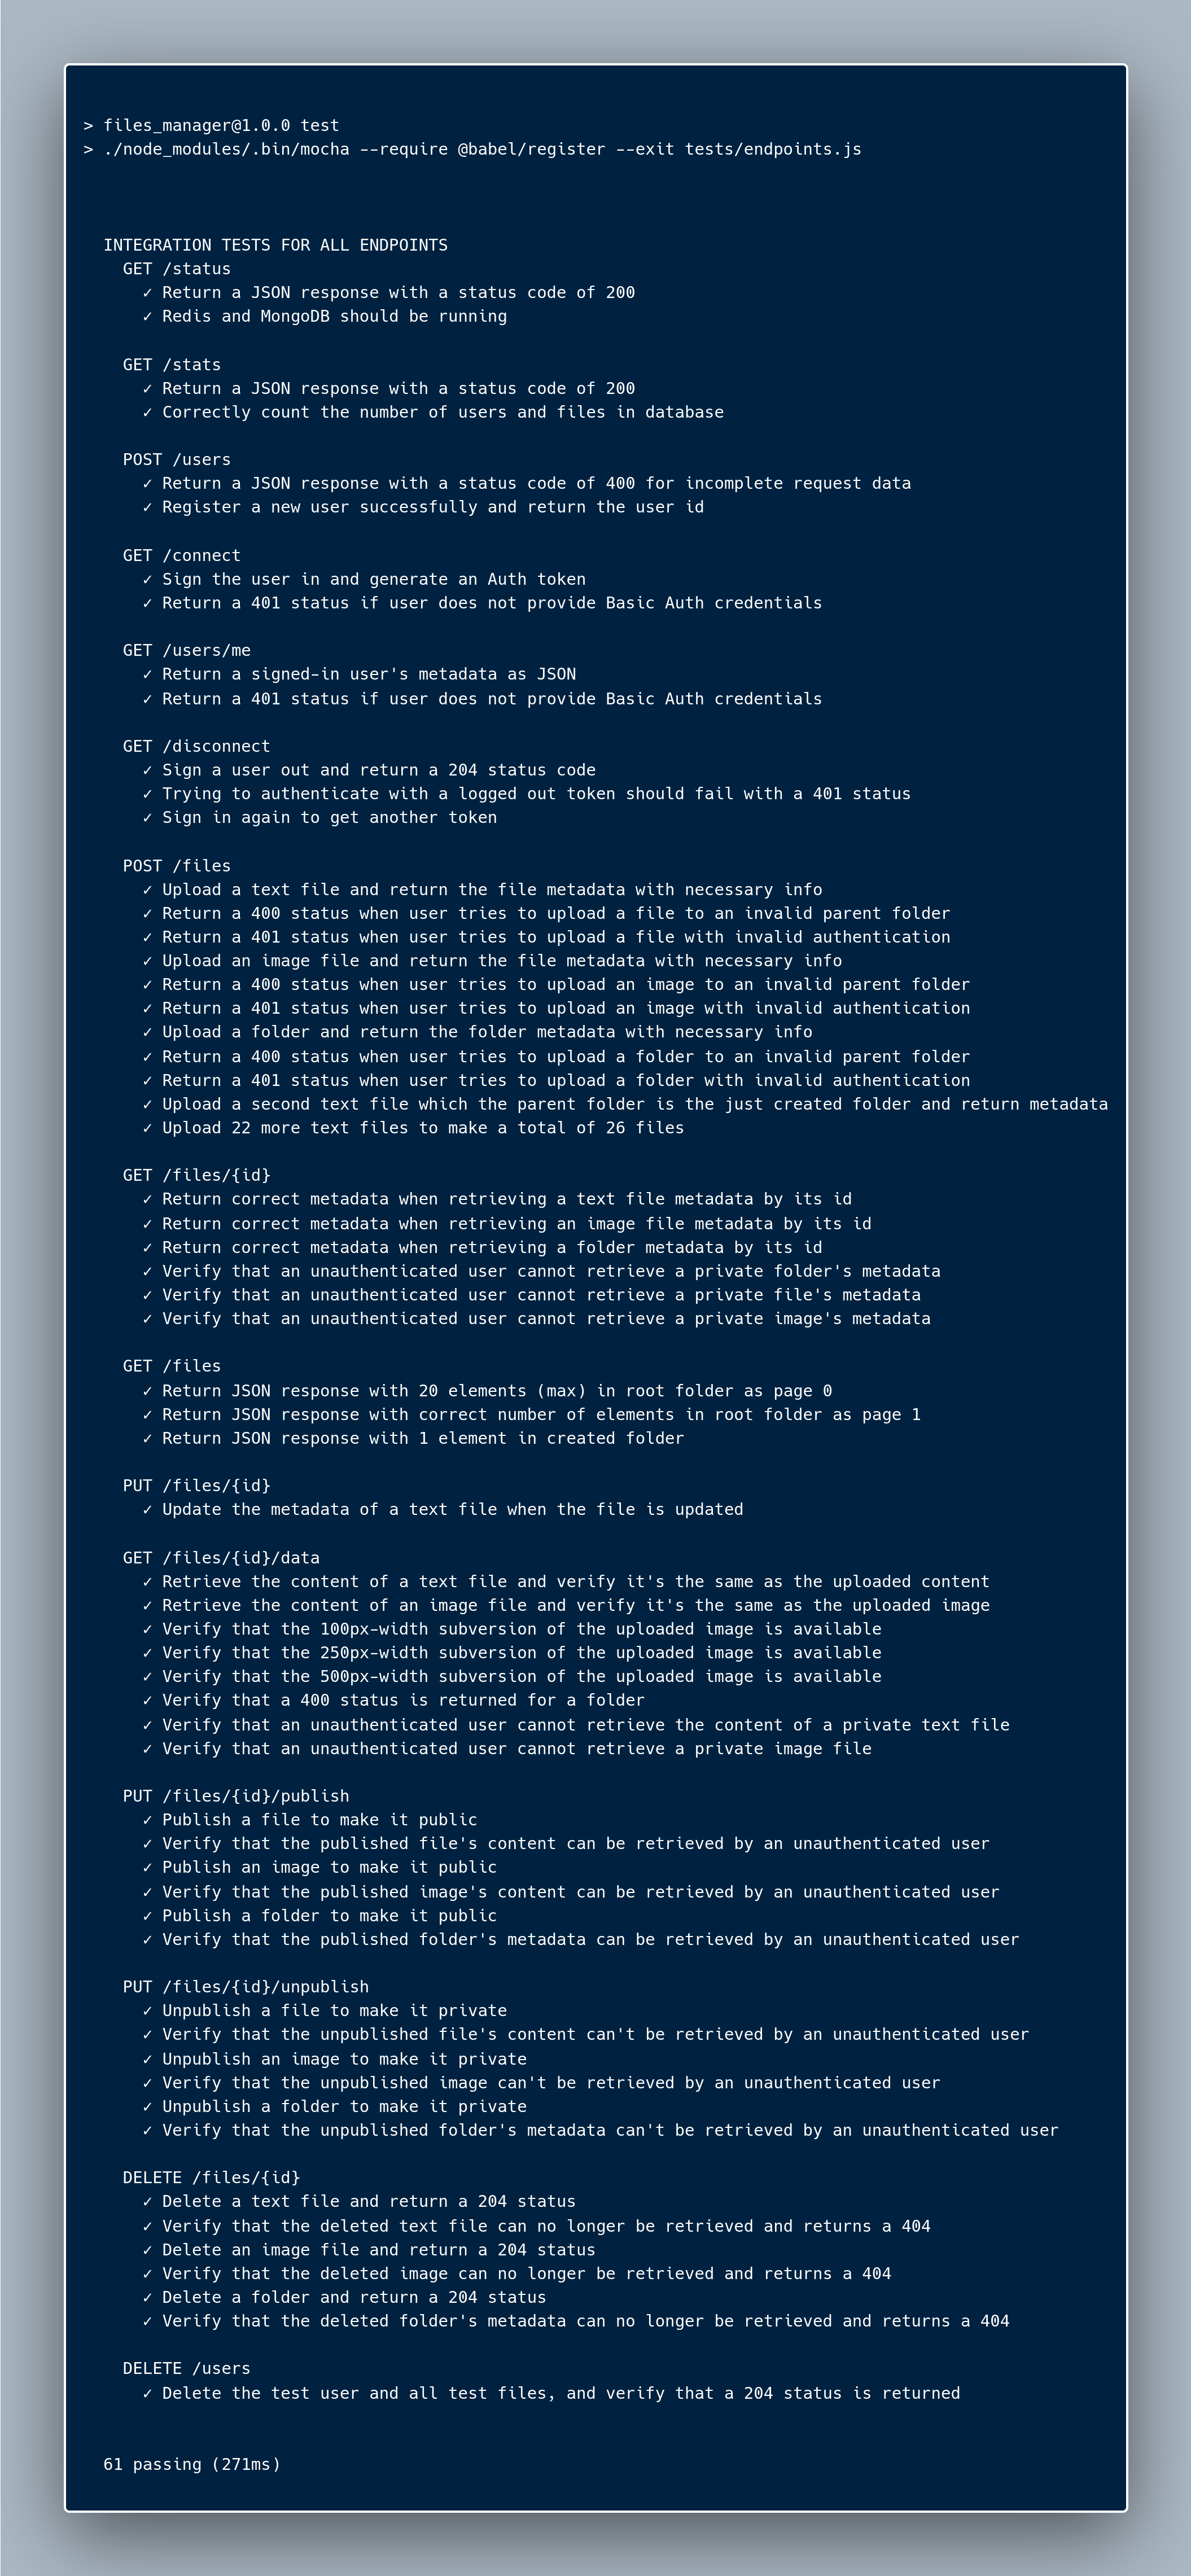 > files_manager@1.0.0 test
> ./node_modules/.bin/mocha --require @babel/register --exit tests/endpoints.js
INTEGRATION TESTS FOR ALL ENDPOINTS
GET /status
✓ Return a JSON response with a status code of 200
✓ Redis and MongoDB should be running
GET /stats
✓ Return a JSON response with a status code of 200
✓ Correctly count the number of users and files in database
POST /users
✓ Return a JSON response with a status code of 400 for incomplete request data
✓ Register a new user successfully and return the user id
GET /connect
✓ Sign the user in and generate an Auth token
✓ Return a 401 status if user does not provide Basic Auth credentials
GET /users/me
✓ Return a signed-in user's metadata as JSON
✓ Return a 401 status if user does not provide Basic Auth credentials
GET /disconnect
✓ Sign a user out and return a 204 status code
✓ Trying to authenticate with a logged out token should fail with a 401 status
✓ Sign in again to get another token
POST /files
✓ Upload a text file and return the file metadata with necessary info
✓ Return a 400 status when user tries to upload a file to an invalid parent folder
✓ Return a 401 status when user tries to upload a file with invalid authentication
✓ Upload an image file and return the file metadata with necessary info
✓ Return a 400 status when user tries to upload an image to an invalid parent folder
✓ Return a 401 status when user tries to upload an image with invalid authentication
✓ Upload a folder and return the folder metadata with necessary info
✓ Return a 400 status when user tries to upload a folder to an invalid parent folder
✓ Return a 401 status when user tries to upload a folder with invalid authentication
✓ Upload a second text file which the parent folder is the just created folder and return metadata
✓ Upload 22 more text files to make a total of 26 files
GET /files/{id}
✓ Return correct metadata when retrieving a text file metadata by its id
✓ Return correct metadata when retrieving an image file metadata by its id
✓ Return correct metadata when retrieving a folder metadata by its id
✓ Verify that an unauthenticated user cannot retrieve a private folder's metadata
✓ Verify that an unauthenticated user cannot retrieve a private file's metadata
✓ Verify that an unauthenticated user cannot retrieve a private image's metadata
GET /files
✓ Return JSON response with 20 elements (max) in root folder as page 0
✓ Return JSON response with correct number of elements in root folder as page 1
✓ Return JSON response with 1 element in created folder
PUT /files/{id}
✓ Update the metadata of a text file when the file is updated
GET /files/{id}/data
✓ Retrieve the content of a text file and verify it's the same as the uploaded content
✓ Retrieve the content of an image file and verify it's the same as the uploaded image
✓ Verify that the 100px-width subversion of the uploaded image is available
✓ Verify that the 250px-width subversion of the uploaded image is available
✓ Verify that the 500px-width subversion of the uploaded image is available
✓ Verify that a 400 status is returned for a folder
✓ Verify that an unauthenticated user cannot retrieve the content of a private text file
✓ Verify that an unauthenticated user cannot retrieve a private image file
PUT /files/{id}/publish
✓ Publish a file to make it public
✓ Verify that the published file's content can be retrieved by an unauthenticated user
✓ Publish an image to make it public
✓ Verify that the published image's content can be retrieved by an unauthenticated user
✓ Publish a folder to make it public
✓ Verify that the published folder's metadata can be retrieved by an unauthenticated user
PUT /files/{id}/unpublish
✓ Unpublish a file to make it private
✓ Verify that the unpublished file's content can't be retrieved by an unauthenticated user
✓ Unpublish an image to make it private
✓ Verify that the unpublished image can't be retrieved by an unauthenticated user
✓ Unpublish a folder to make it private
✓ Verify that the unpublished folder's metadata can't be retrieved by an unauthenticated user
DELETE /files/{id}
✓ Delete a text file and return a 204 status
✓ Verify that the deleted text file can no longer be retrieved and returns a 404
✓ Delete an image file and return a 204 status
✓ Verify that the deleted image can no longer be retrieved and returns a 404
✓ Delete a folder and return a 204 status
✓ Verify that the deleted folder's metadata can no longer be retrieved and returns a 404
DELETE /users
✓ Delete the test user and all test files, and verify that a 204 status is returned
61 passing (271ms)